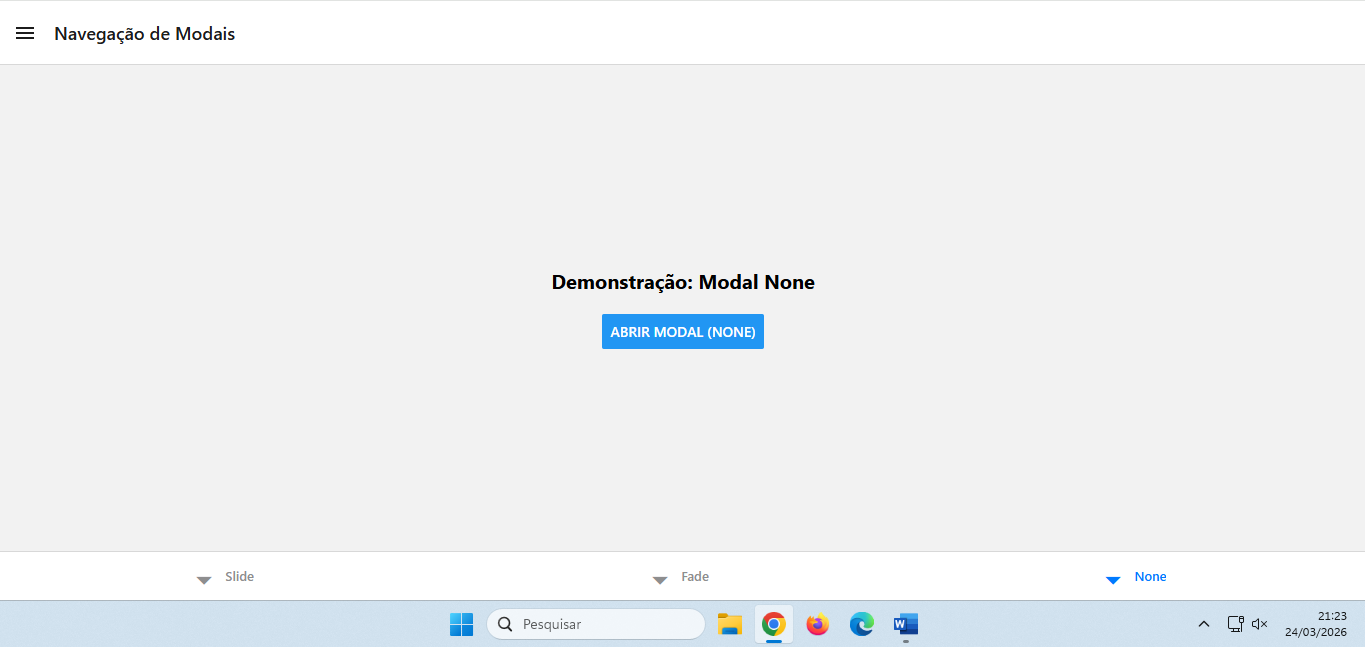 Navegação de Modais
Demonstração: Modal None
ABRIR MODAL (NONE)
Slide
Fade
None
Pesquisar
W
21:23
24/03/2026